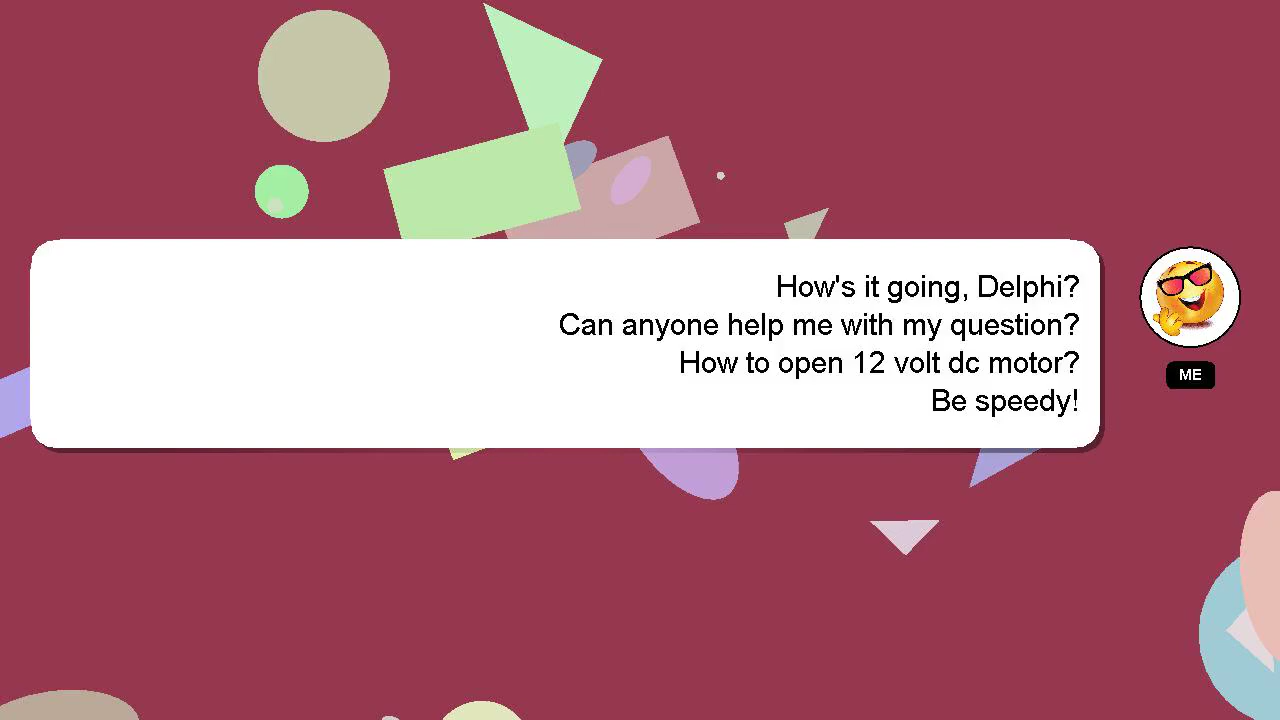 How's it going, Delphi?
Can anyone help me with my question?
How to open 12 volt dc motor?
Be speedy!
ME